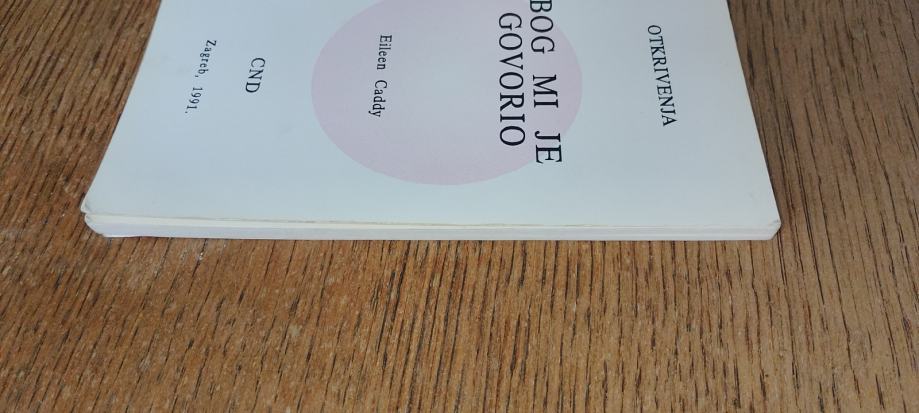 OTKRIVENJA
BOG MI JE
GOVORIO
Eileen Caddy
CND
Zagreb, 1991.